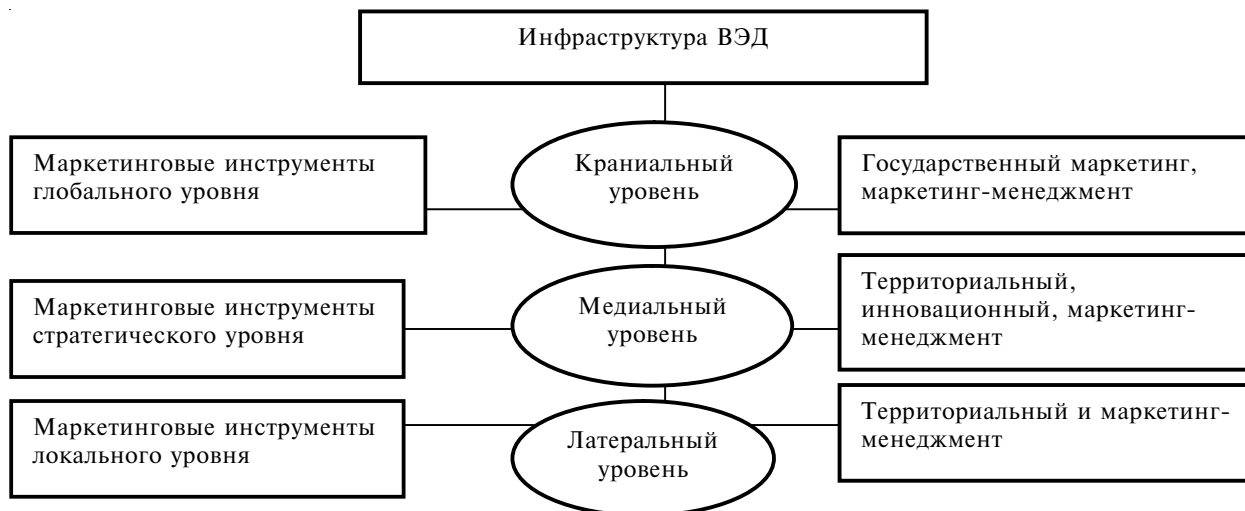 Инфраструктура ВЭД
Маркетинговые инструменты
глобального уровня
Краниальный
уровень
Государственный маркетинг,
маркетинг-менеджмент
Маркетинговые инструменты
стратегического уровня
Медиальный
уровень
Территориальный,
инновационный, маркетинг-
менеджмент
Маркетинговые инструменты
локального уровня
Латеральный
уровень
Территориальный и маркетинг-
менеджмент